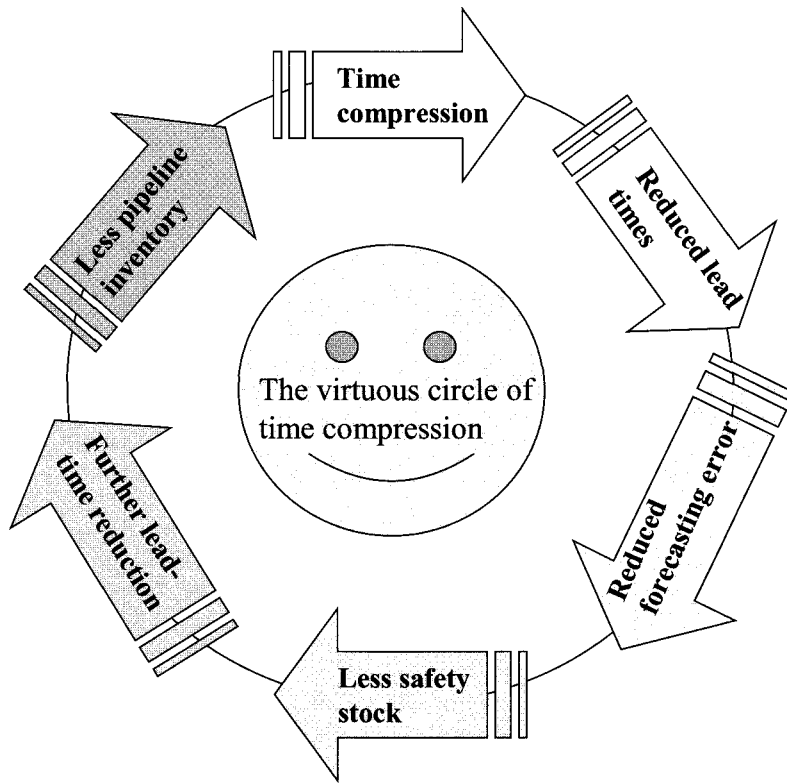 Time
compression
Reduced lead
times
Reduced
forecasting error
Less safety
stock
Further lead-
time reduction
Less pipeline
inventory
The virtuous circle of
time compression